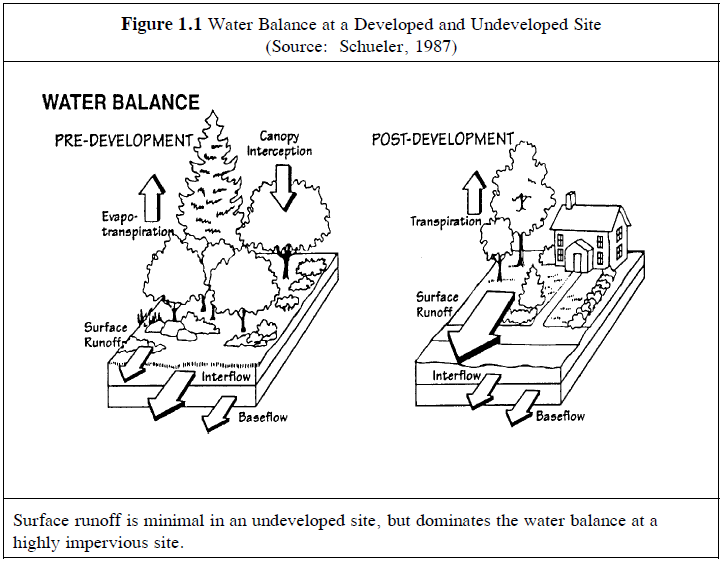 Figure 1.1 Water Balance at a Developed and Undeveloped Site
(Source: Schueler, 1987)
WATER BALANCE
PRE-DEVELOPMENT
Canopy
Interception
Evapo-
transpiration
Surface
Runoff
Interflow
Baseflow
POST-DEVELOPMENT
Transpiration
Surface
Runoff
Interflow
Baseflow
Surface runoff is minimal in an undeveloped site, but dominates the water balance at a
highly impervious site.